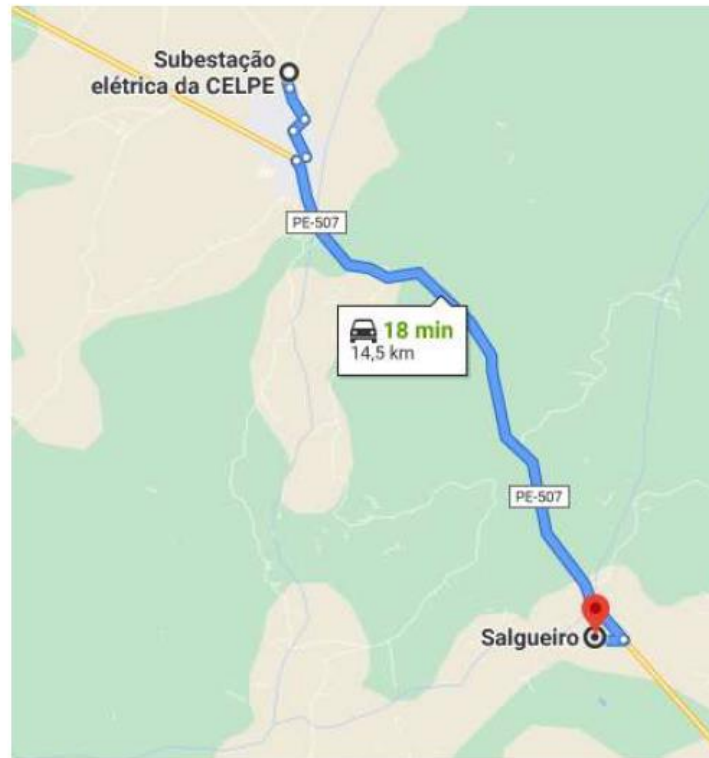 Subestação
elétrica da CELPE
PE-507
18 min
14,5 km
PE-507
Salgueiro